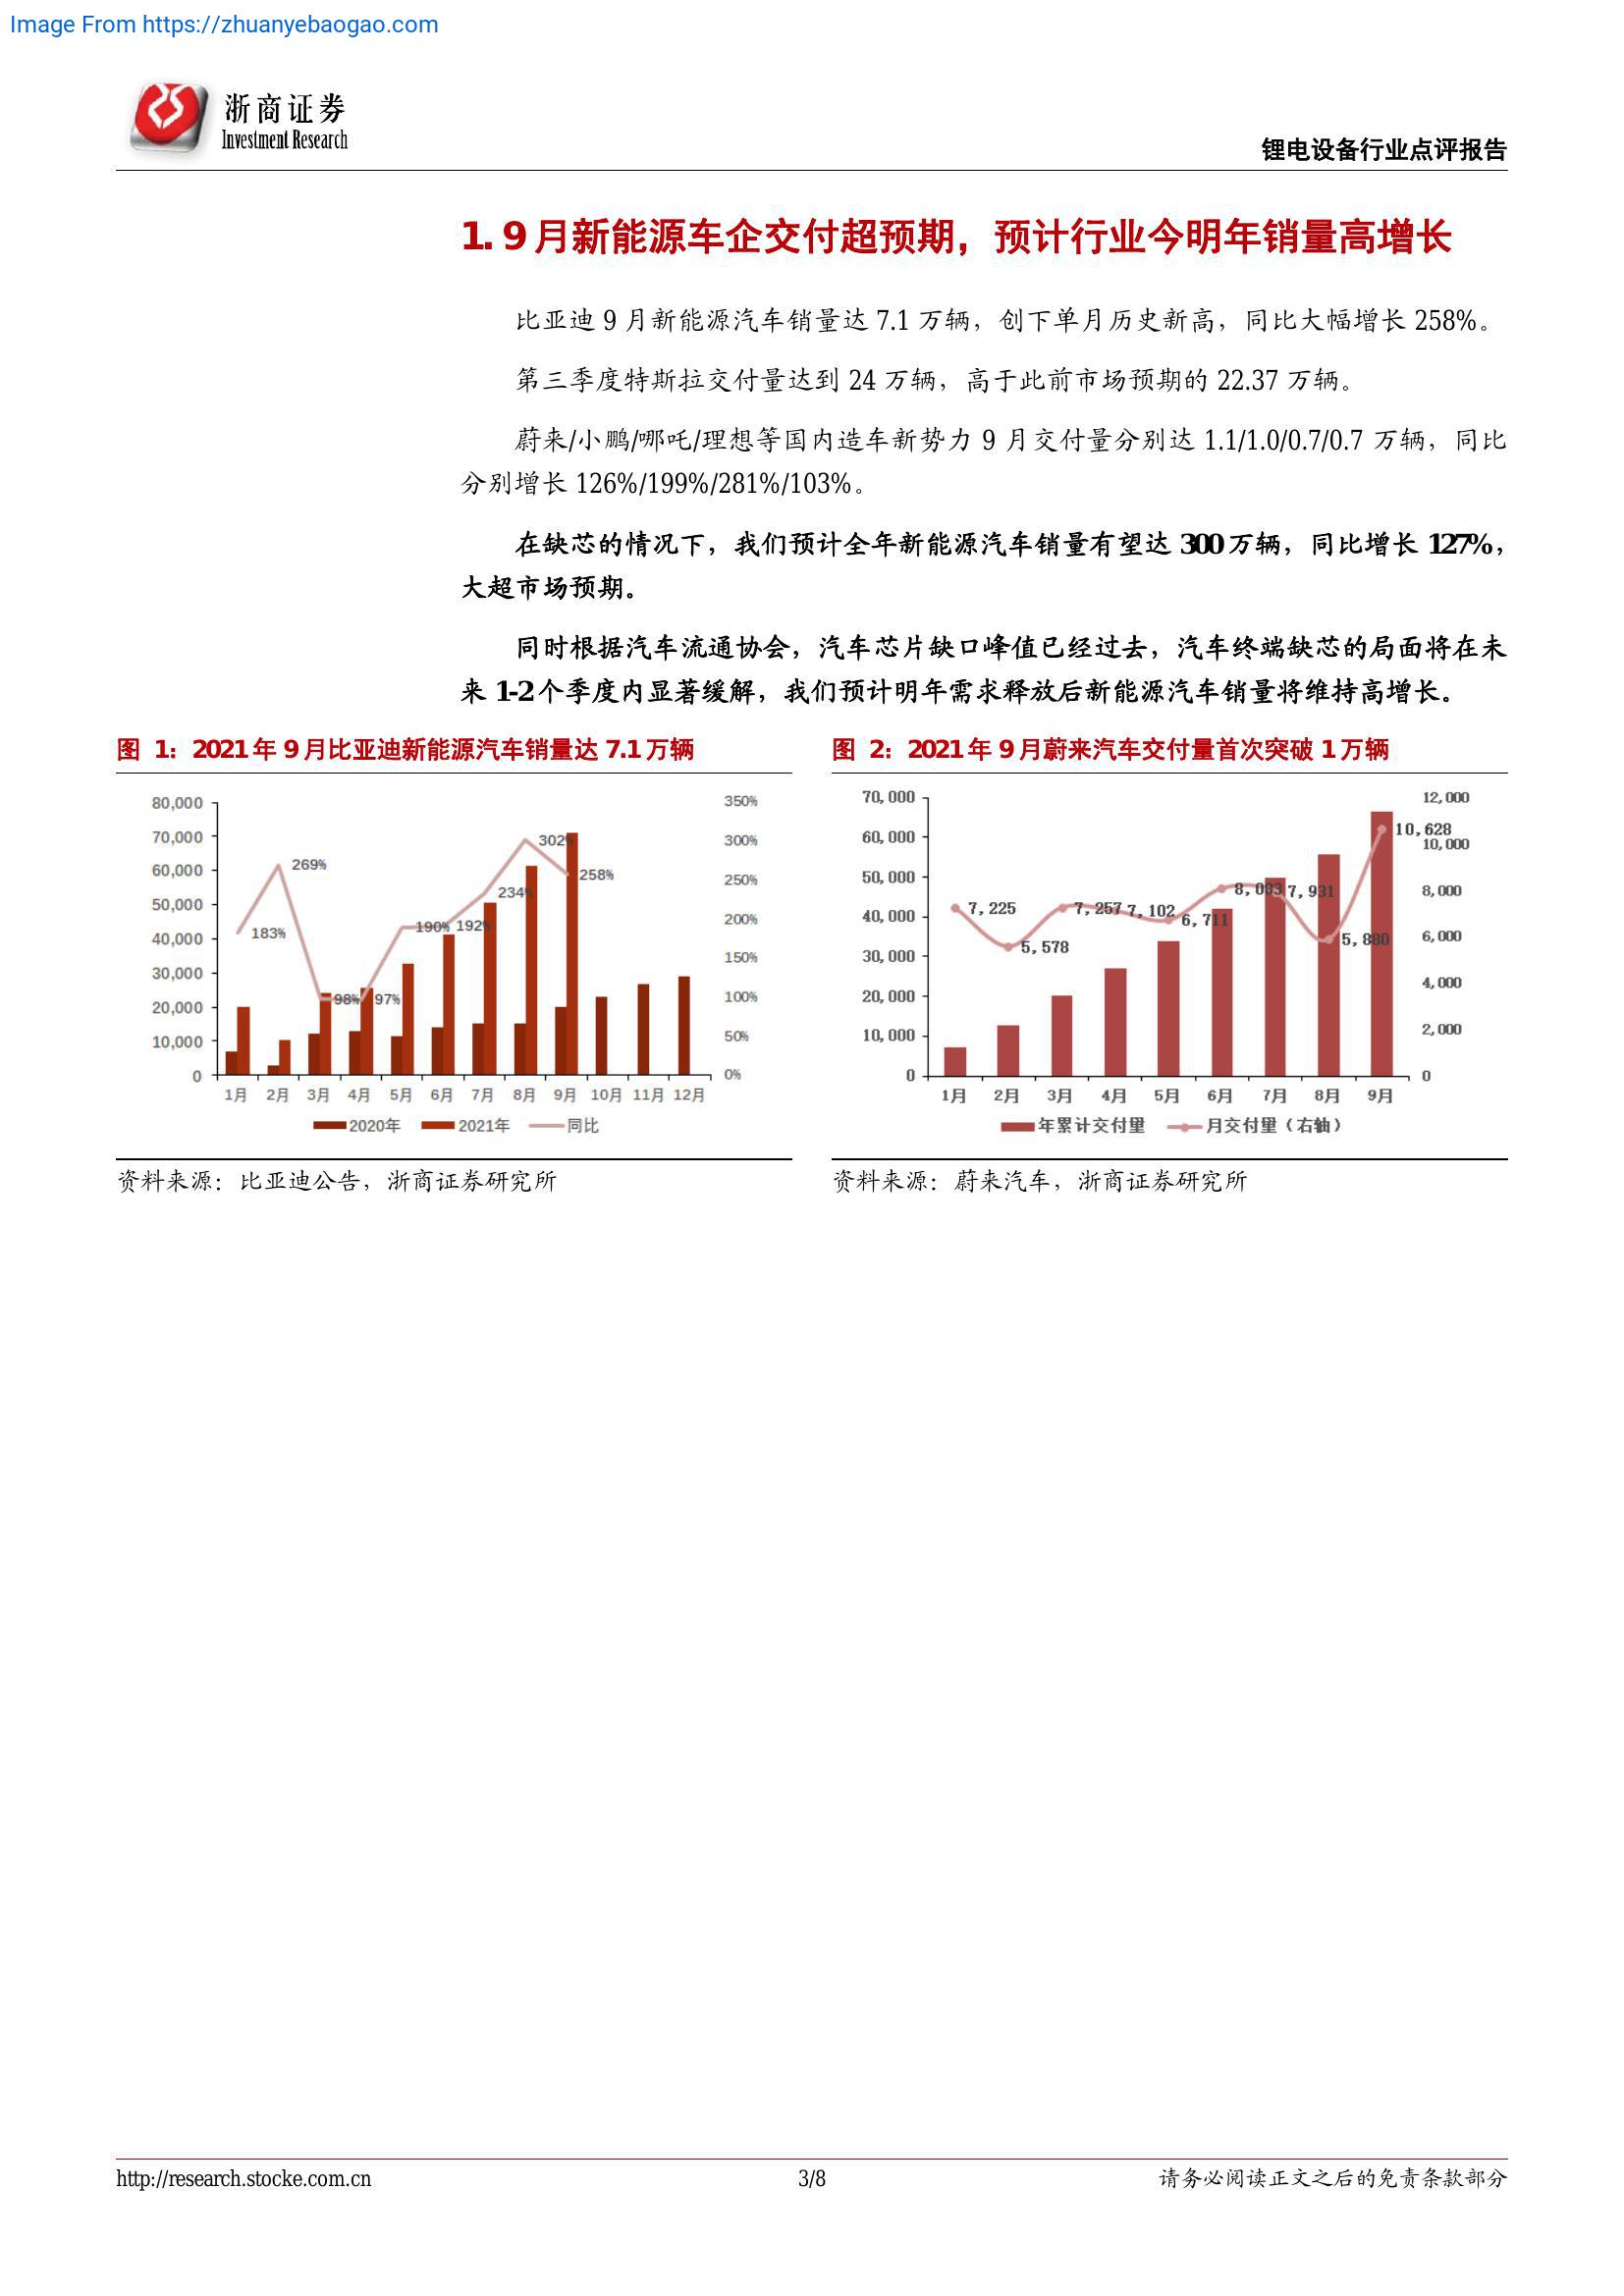 Image From https://zhuanyebaogao.com
浙商证券
Investment Research
锂电设备行业点评报告
1. 9月新能源车企交付超预期，预计行业今明年销量高增长
比亚迪 9 月新能源汽车销量达 7.1 万辆，创下单月历史新高，同比大幅增长 258%。
第三季度特斯拉交付量达到 24 万辆，高于此前市场预期的 22.37 万辆。
蔚来/小鹏/哪吒/理想等国内造车新势力 9 月交付量分别达 1.1/1.0/0.7/0.7 万辆，同比
分别增长 126%/199%/281%/103%。
在缺芯的情况下，我们预计全年新能源汽车销量有望达 300 万辆，同比增长 127%，
大超市场预期。
同时根据汽车流通协会，汽车芯片缺口峰值已经过去，汽车终端缺芯的局面将在未
来 1-2 个季度内显著缓解，我们预计明年需求释放后新能源汽车销量将维持高增长。
图 1：2021 年 9 月比亚迪新能源汽车销量达 7.1 万辆
80,000
70,000
60,000
50,000
40,000
30,000
20,000
10,000
0
350%
300%
250%
200%
150%
100%
50%
0%
183%
269%
98%
97%
190%
192%
234%
302%
258%
1月 2月 3月 4月 5月 6月 7月 8月 9月 10月 11月 12月
2020年 2021年 同比
资料来源：比亚迪公告，浙商证券研究所
图 2：2021 年 9 月蔚来汽车交付量首次突破 1 万辆
70,000
60,000
50,000
40,000
30,000
20,000
10,000
0
12,000
10,000
8,000
6,000
4,000
2,000
0
7,225
5,578
7,257
7,102
6,711
8,083
7,931
5,880
10,628
1月 2月 3月 4月 5月 6月 7月 8月 9月
年累计交付量 月交付量（右轴）
资料来源：蔚来汽车，浙商证券研究所
http://research.stocke.com.cn
3/8
请务必阅读正文之后的免责条款部分